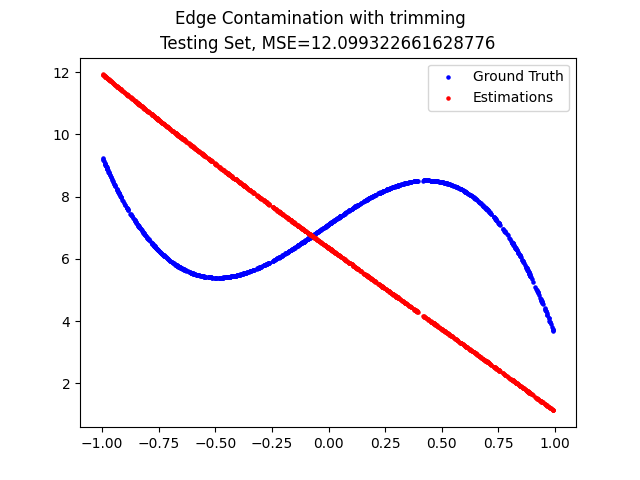 Edge Contamination with trimming
Testing Set, MSE=12.099322661628776
Ground Truth
Estimations
12
10
8
6
4
2
−1.00 −0.75 −0.50 −0.25 0.00 0.25 0.50 0.75 1.00